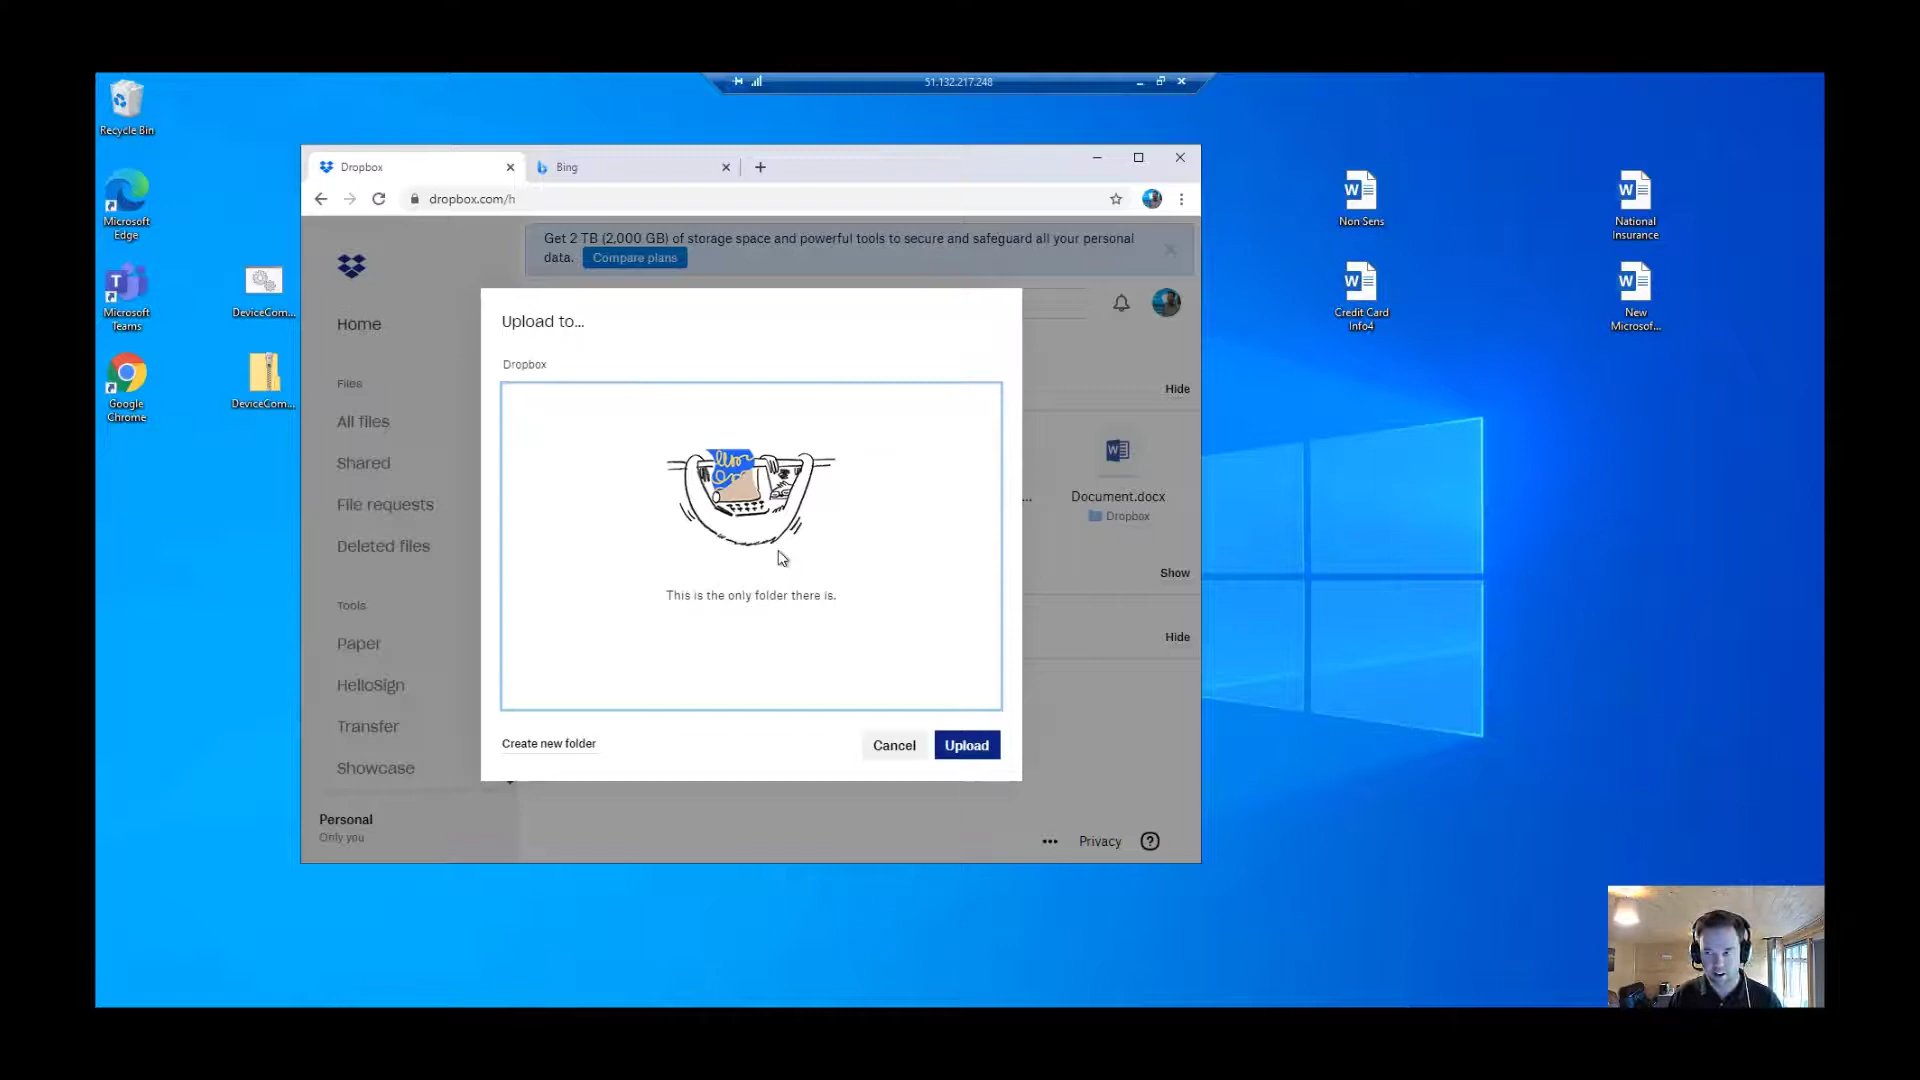 51.132.217.248
Recycle Bin
Microsoft
Edge
Microsoft
Teams
Google
Chrome
DeviceCom...
DeviceCom...
Dropbox
Bing
dropbox.com/h
Get 2 TB (2,000 GB) of storage space and powerful tools to secure and safeguard all your personal
data.
Compare plans
Home
Files
All files
Shared
File requests
Deleted files
Tools
Paper
HelloSign
Transfer
Showcase
Personal
Only you
Upload to...
Dropbox
This is the only folder there is.
Create new folder
Cancel
Upload
Hide
...
Document.docx
Dropbox
Show
Hide
Privacy
Non Sens
National
Insurance
Credit Card
Info4
New
Microsof...